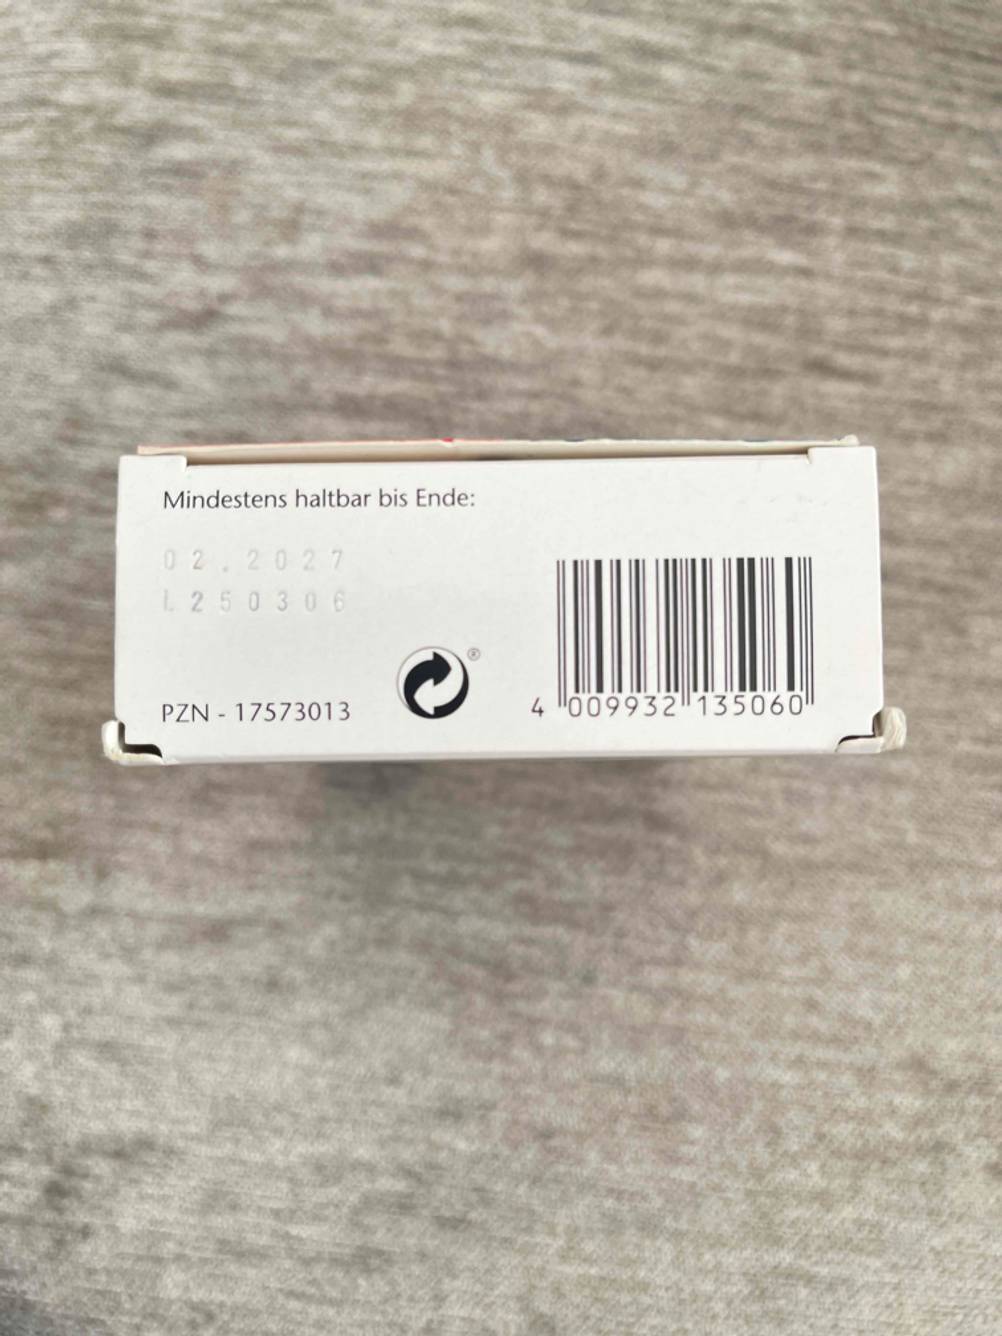 Mindestens haltbar bis Ende:
02.2027
L250306
PZN - 17573013
®
4 009932 135060